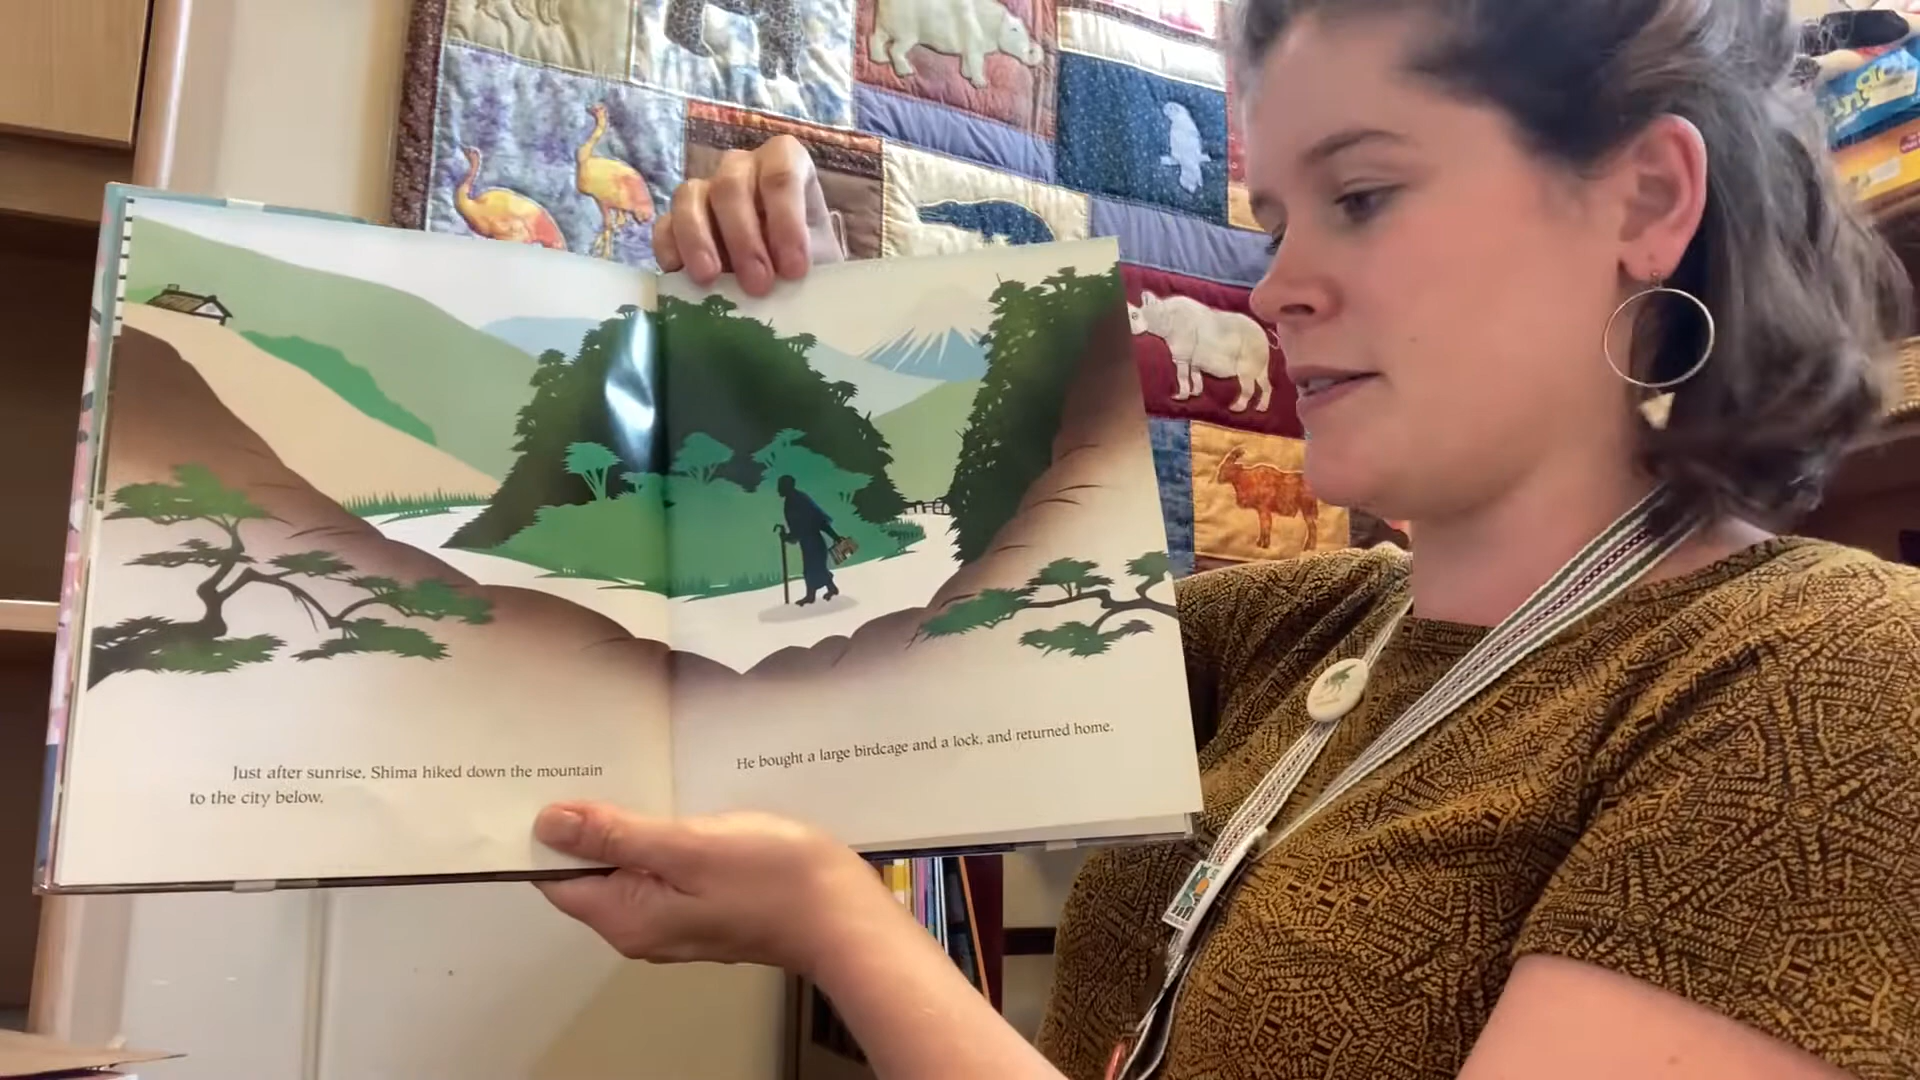 Just after sunrise, Shima hiked down the mountain
to the city below.
He bought a large birdcage and a lock, and returned home.